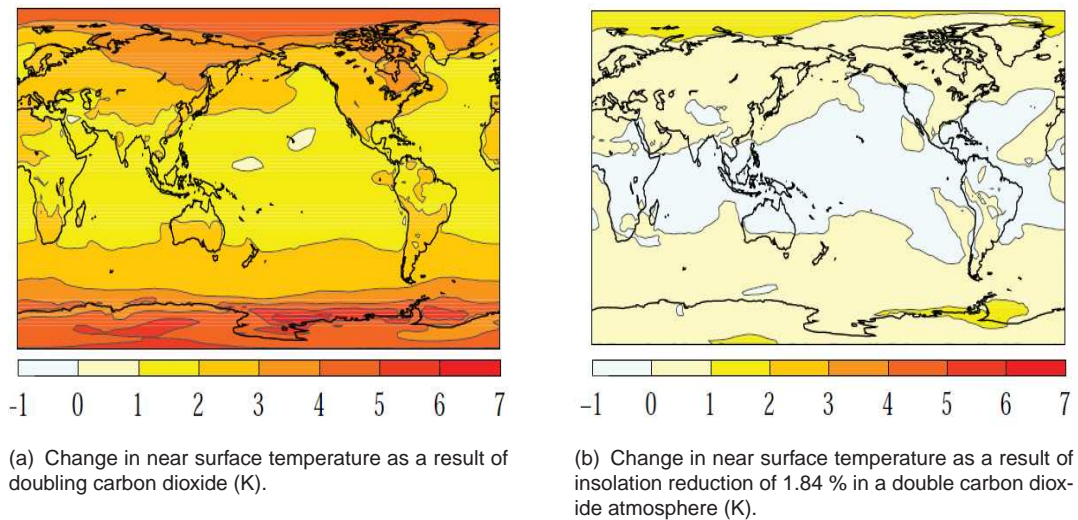 -1 0 1 2 3 4 5 6 7
(a) Change in near surface temperature as a result of
doubling carbon dioxide (K).
−1 0 1 2 3 4 5 6 7
(b) Change in near surface temperature as a result of
insolation reduction of 1.84 % in a double carbon diox-
ide atmosphere (K).